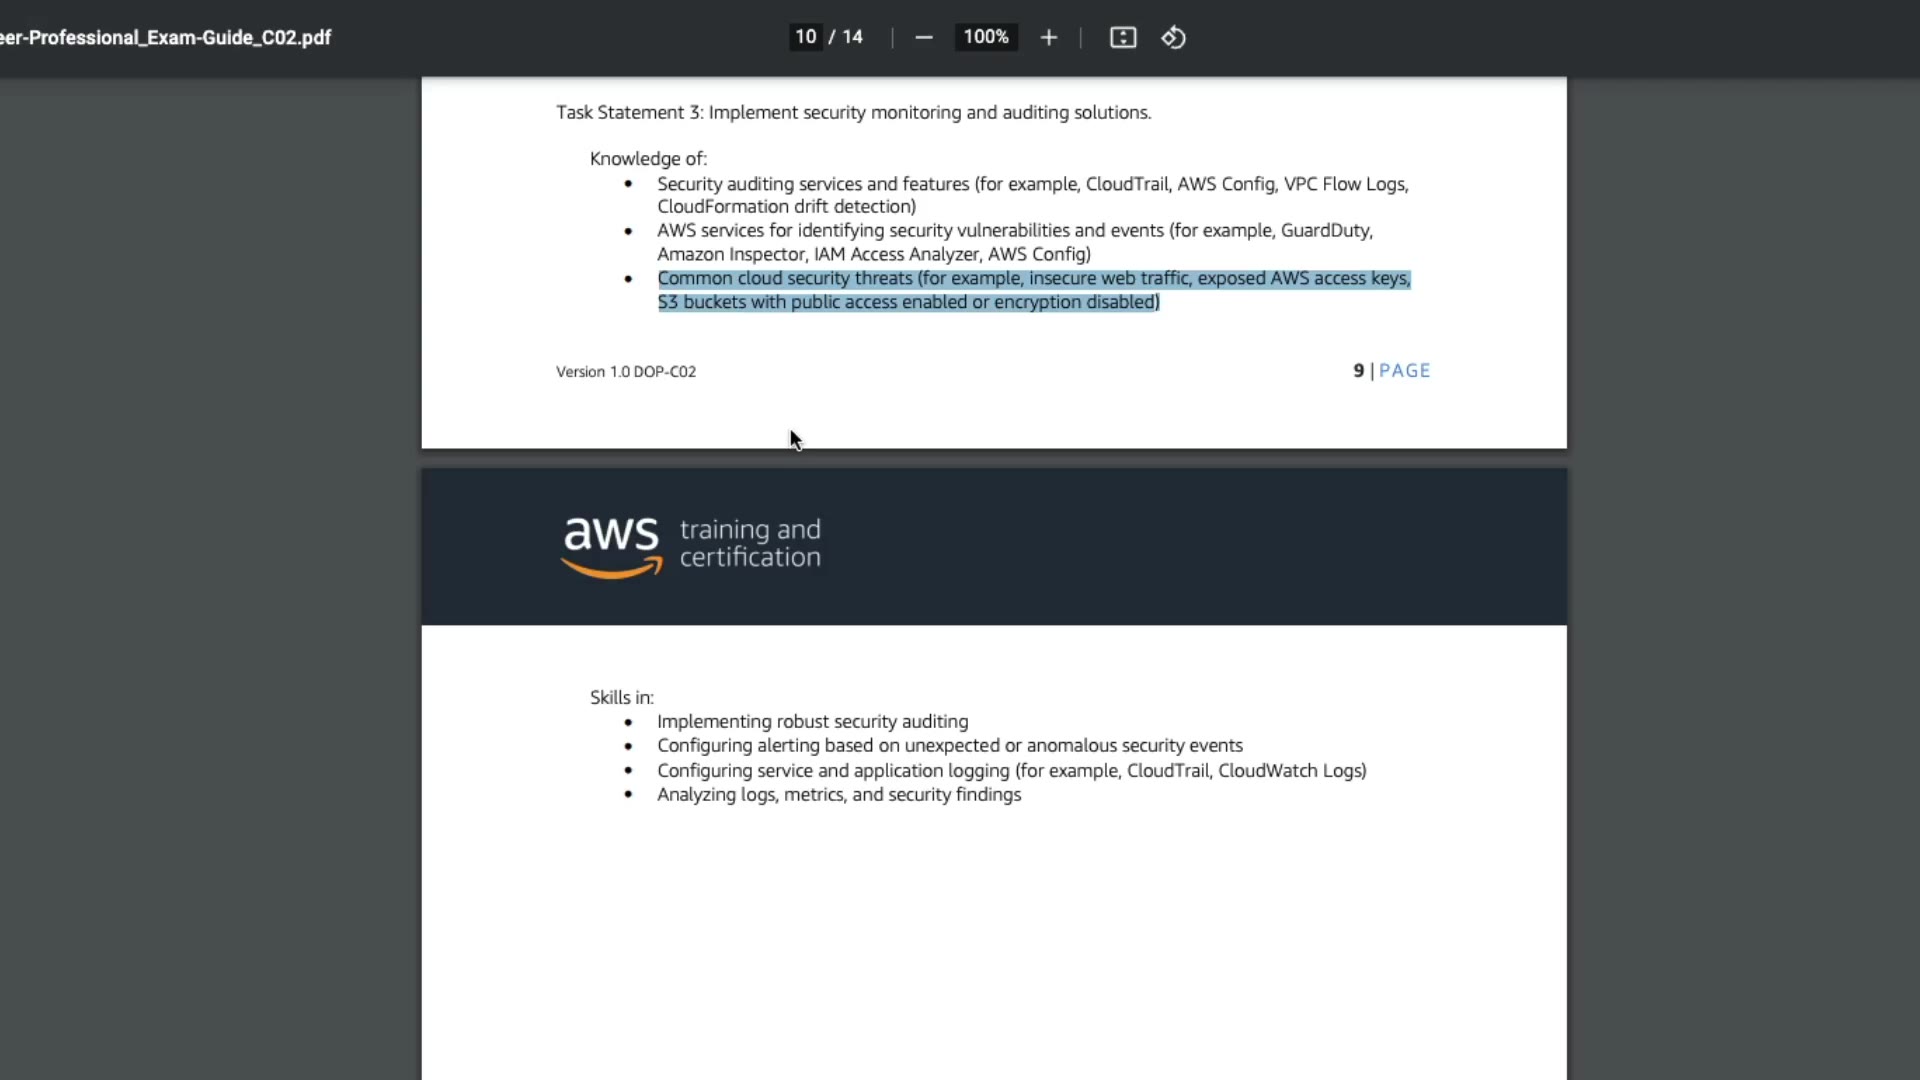 eer-Professional_Exam-Guide_C02.pdf
10 / 14
100%
Task Statement 3: Implement security monitoring and auditing solutions.
Knowledge of:
• Security auditing services and features (for example, CloudTrail, AWS Config, VPC Flow Logs,
CloudFormation drift detection)
• AWS services for identifying security vulnerabilities and events (for example, GuardDuty,
Amazon Inspector, IAM Access Analyzer, AWS Config)
• Common cloud security threats (for example, insecure web traffic, exposed AWS access keys,
S3 buckets with public access enabled or encryption disabled)
Version 1.0 DOP-C02
9 | PAGE
aws
training and
certification
Skills in:
• Implementing robust security auditing
• Configuring alerting based on unexpected or anomalous security events
• Configuring service and application logging (for example, CloudTrail, CloudWatch Logs)
• Analyzing logs, metrics, and security findings